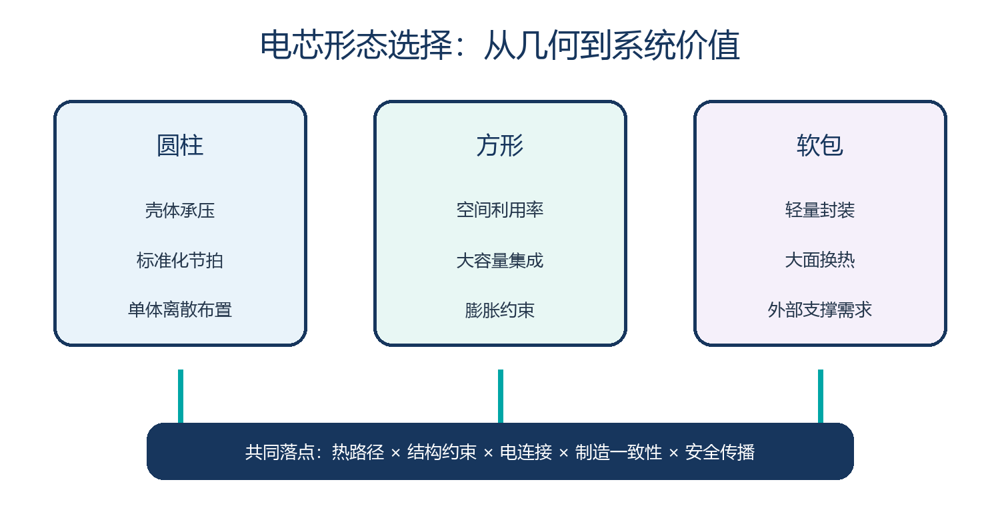 电芯形态选择：从几何到系统价值
圆柱
壳体承压
标准化节拍
单体离散布置
方形
空间利用率
大容量集成
膨胀约束
软包
轻量封装
大面换热
外部支撑需求
共同落点：热路径 × 结构约束 × 电连接 × 制造一致性 × 安全传播